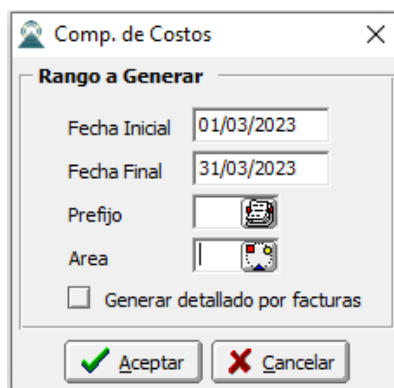 Comp. de Costos
Rango a Generar
Fecha Inicial 01/03/2023
Fecha Final 31/03/2023
Prefijo
Area
Generar detallado por facturas
Aceptar Cancelar